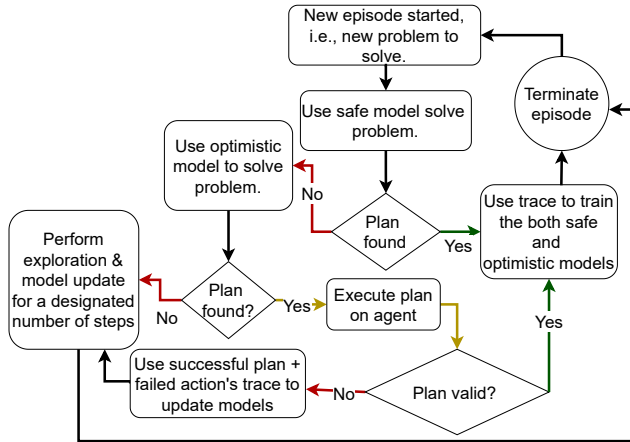 New episode started,
i.e., new problem to
solve.
Terminate
episode
Use safe model solve
problem.
Use optimistic
model to solve
problem.
No
Plan
found
Yes
Use trace to train
the both safe
and
optimistic models
Perform
exploration &
model update
for a designated
number of steps
No
Plan
found?
Yes
Execute plan
on agent
Yes
Use successful plan +
failed action's trace to
update models
No
Plan valid?